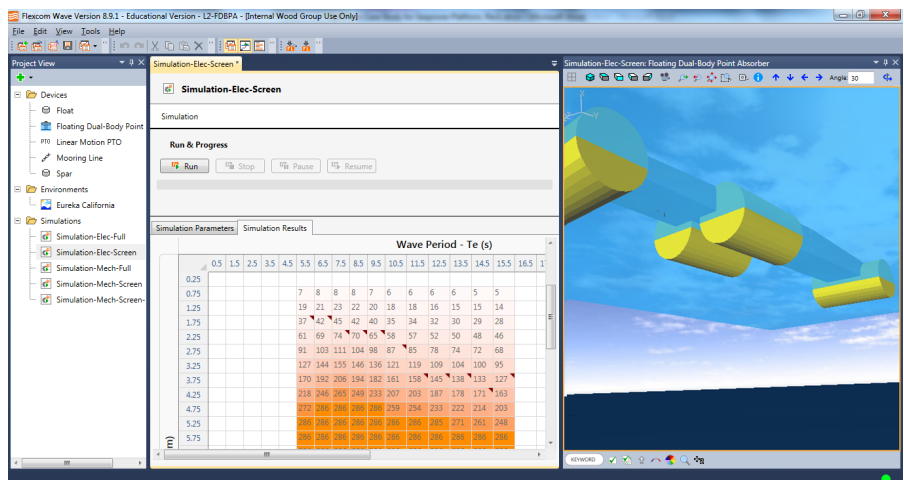 Flexcom Wave Version 8.9.1 - Educational Version - L2-FDBPA - [Internal Wood Group Use Only]
File Edit View Tools Help
Project View
Devices
Float
Floating Dual-Body Point
PTO Linear Motion PTO
Mooring Line
Spar
Environments
Eureka California
Simulations
Simulation-Elec-Full
Simulation-Elec-Screen
Simulation-Mech-Full
Simulation-Mech-Screen
Simulation-Mech-Screen-
Simulation-Elec-Screen *
Simulation-Elec-Screen
Simulation
Run & Progress
Run Stop Pause Resume
Simulation Parameters Simulation Results
Wave Period - Te (s)
0.5 1.5 2.5 3.5 4.5 5.5 6.5 7.5 8.5 9.5 10.5 11.5 12.5 13.5 14.5 15.5 16.5
0.25
0.75 7 8 8 8 7 6 6 6 6 5 5
1.25 19 21 23 22 20 18 18 16 15 15 14
1.75 37 42 45 42 40 35 34 32 30 29 28
2.25 61 69 74 70 65 58 57 52 50 48 46
2.75 91 103 111 104 98 87 85 78 74 72 68
3.25 127 144 155 146 136 121 119 109 104 100 95
3.75 170 192 206 194 182 161 158 145 138 133 127
4.25 218 246 265 249 233 207 203 187 178 171 163
4.75 272 286 286 286 286 259 254 233 222 214 203
5.25 286 286 286 286 286 286 286 285 271 261 248
5.75 286 286 286 286 286 286 286 286 286 286 286
(m)
Simulation-Elec-Screen: Floating Dual-Body Point Absorber
Angle: 30
X
Y
KEYWORD